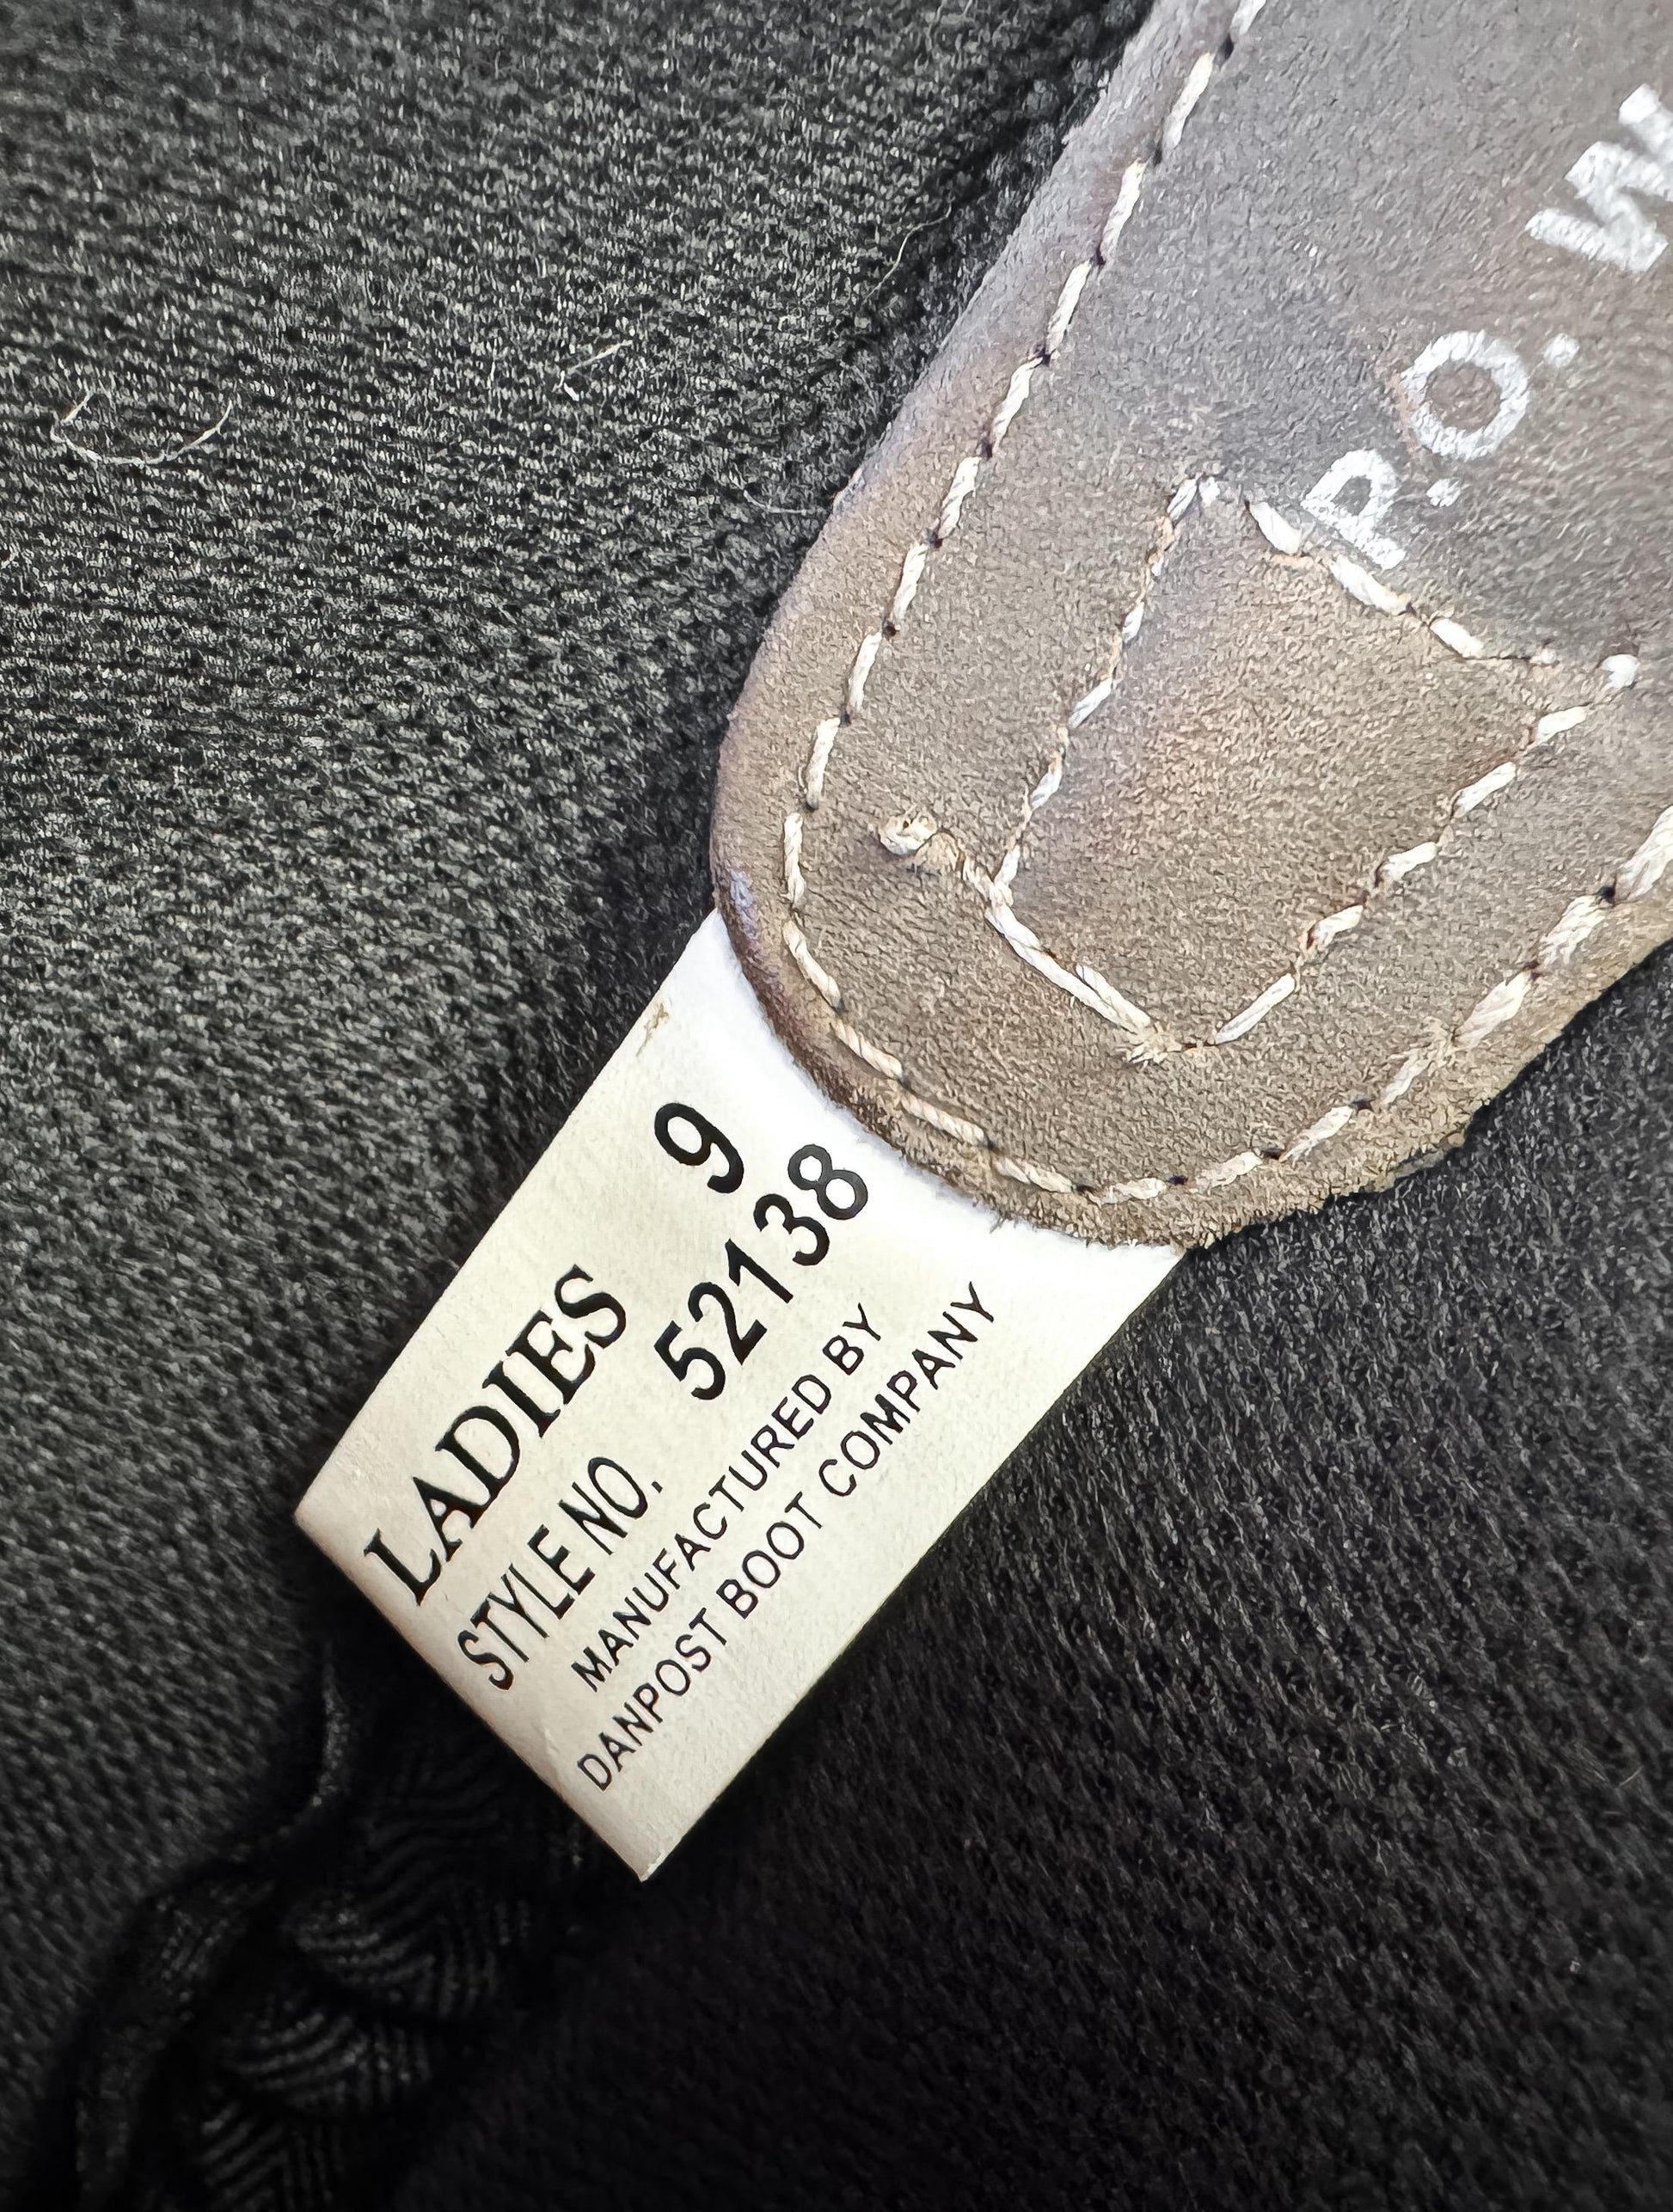 P.O.
LADIES 9
STYLE NO. 52138
MANUFACTURED BY
DANPOST BOOT COMPANY